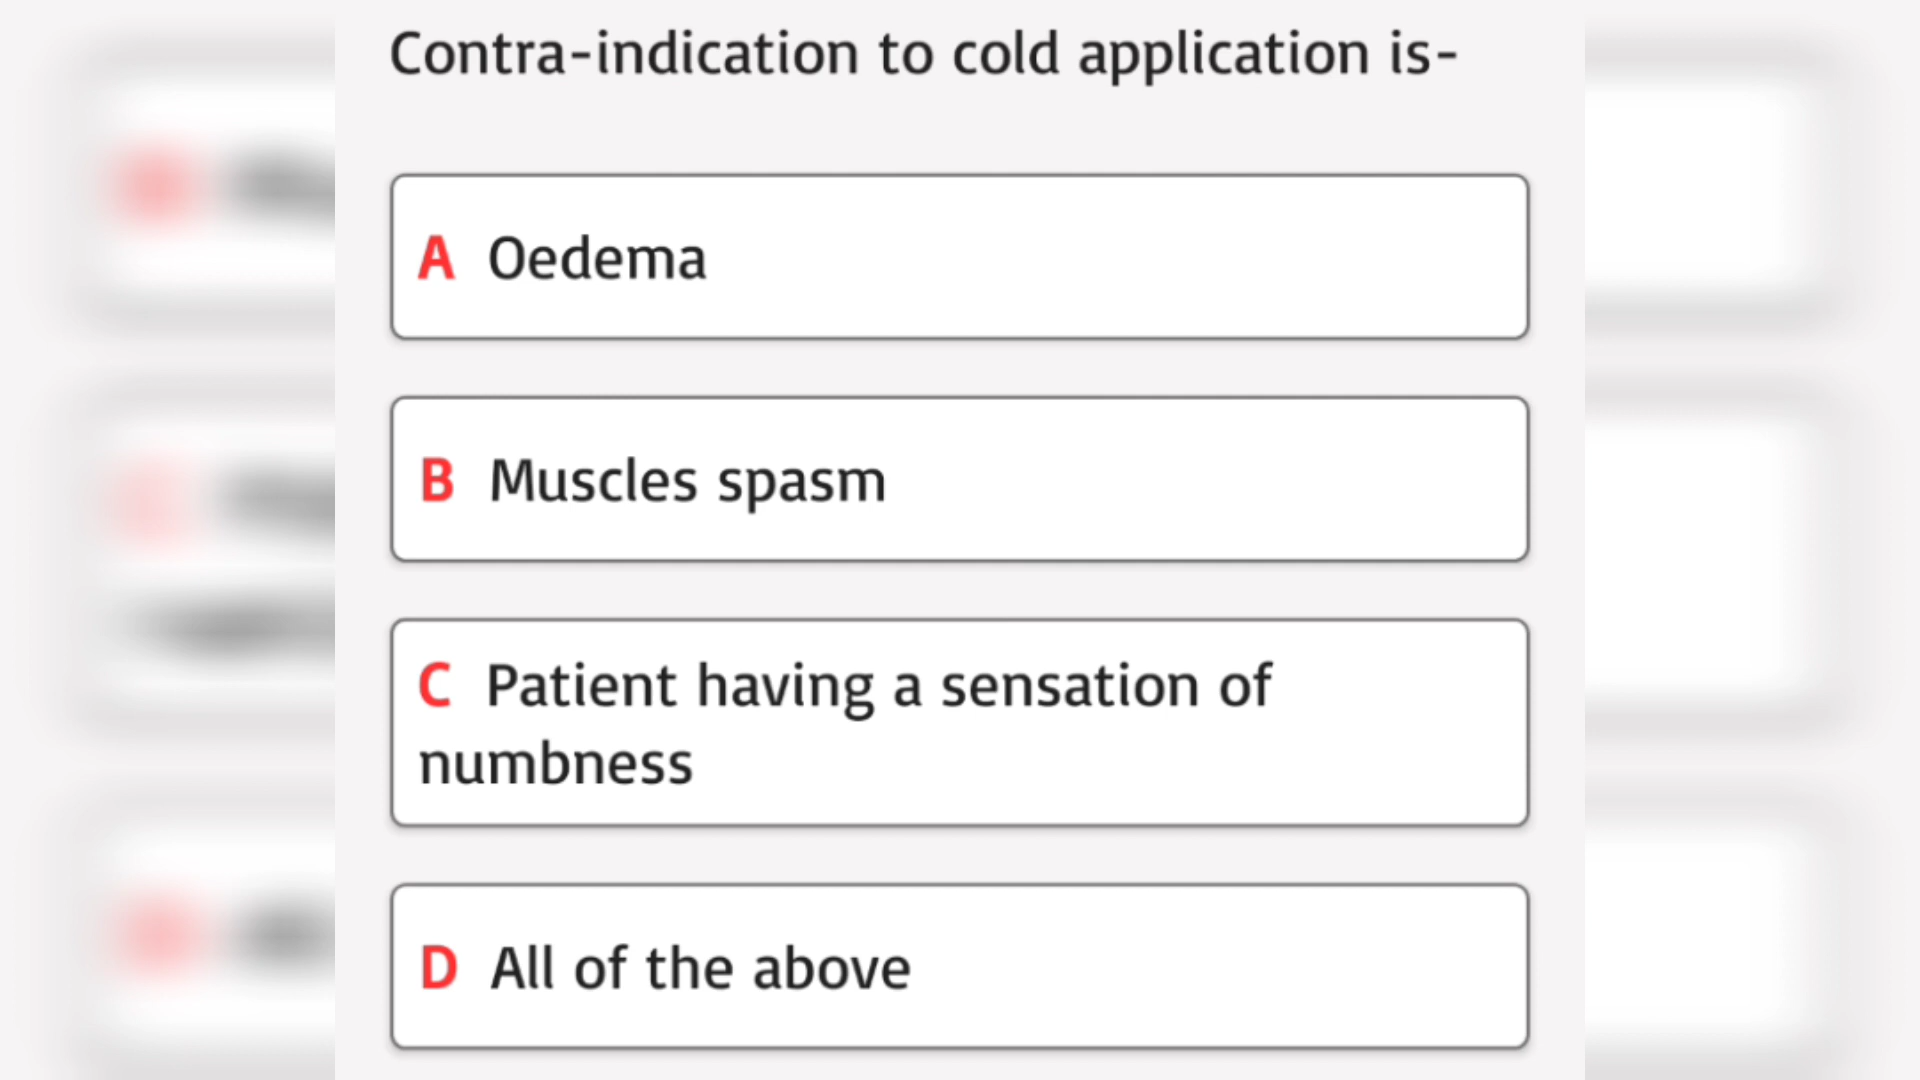 Contra-indication to cold application is-
A Oedema
B Muscles spasm
C Patient having a sensation of
numbness
D All of the above